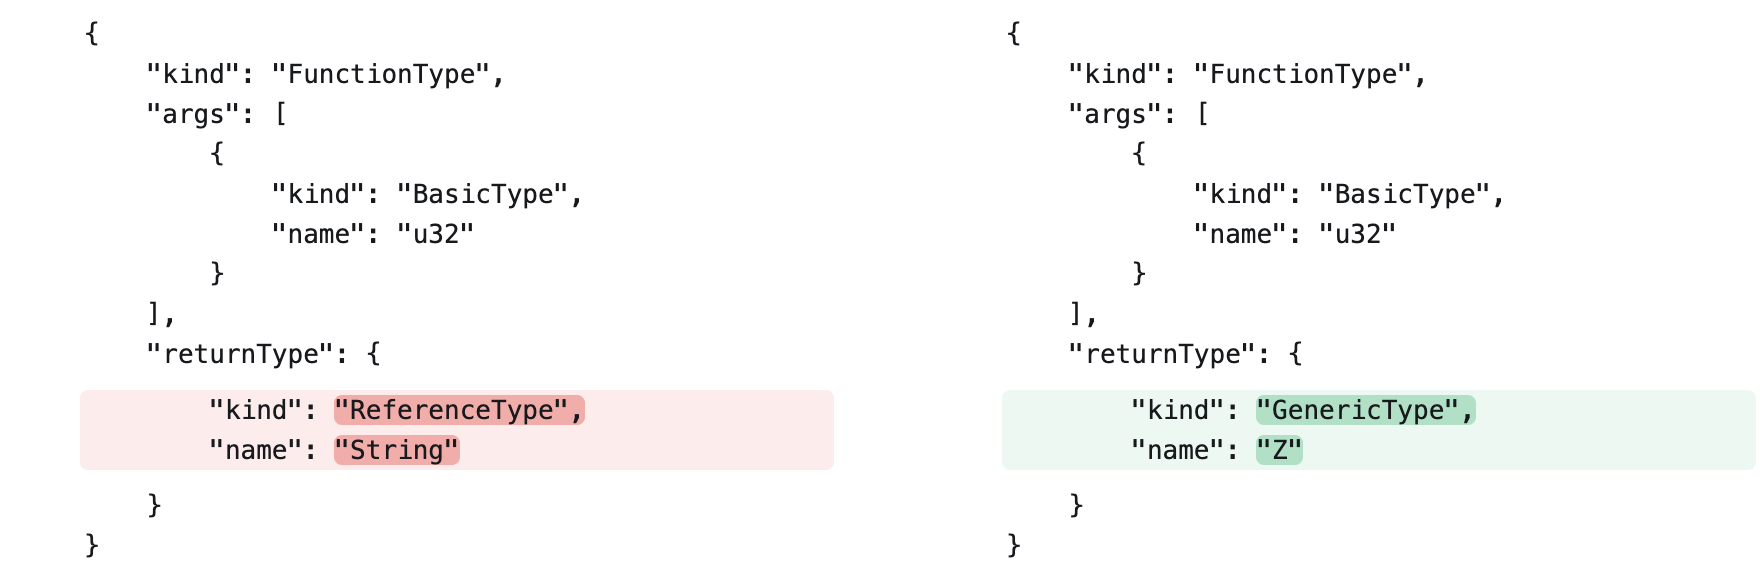 {
    "kind": "FunctionType",
    "args": [
        {
            "kind": "BasicType",
            "name": "u32"
        }
    ],
    "returnType": {
        "kind": "ReferenceType",
        "name": "String"
    }
}
{
    "kind": "FunctionType",
    "args": [
        {
            "kind": "BasicType",
            "name": "u32"
        }
    ],
    "returnType": {
        "kind": "GenericType",
        "name": "Z"
    }
}